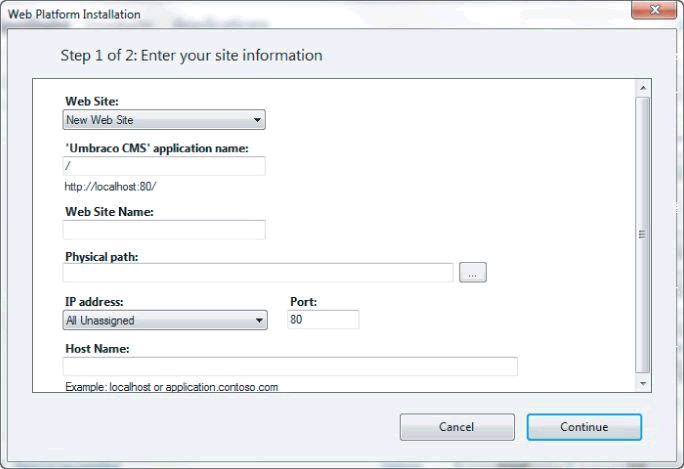 Web Platform Installation
Step 1 of 2: Enter your site information
Web Site:
New Web Site
'Umbraco CMS' application name:
/
http://localhost:80/
Web Site Name:
Physical path:
...
IP address: Port:
All Unassigned 80
Host Name:
Example: localhost or application.contoso.com
Cancel Continue